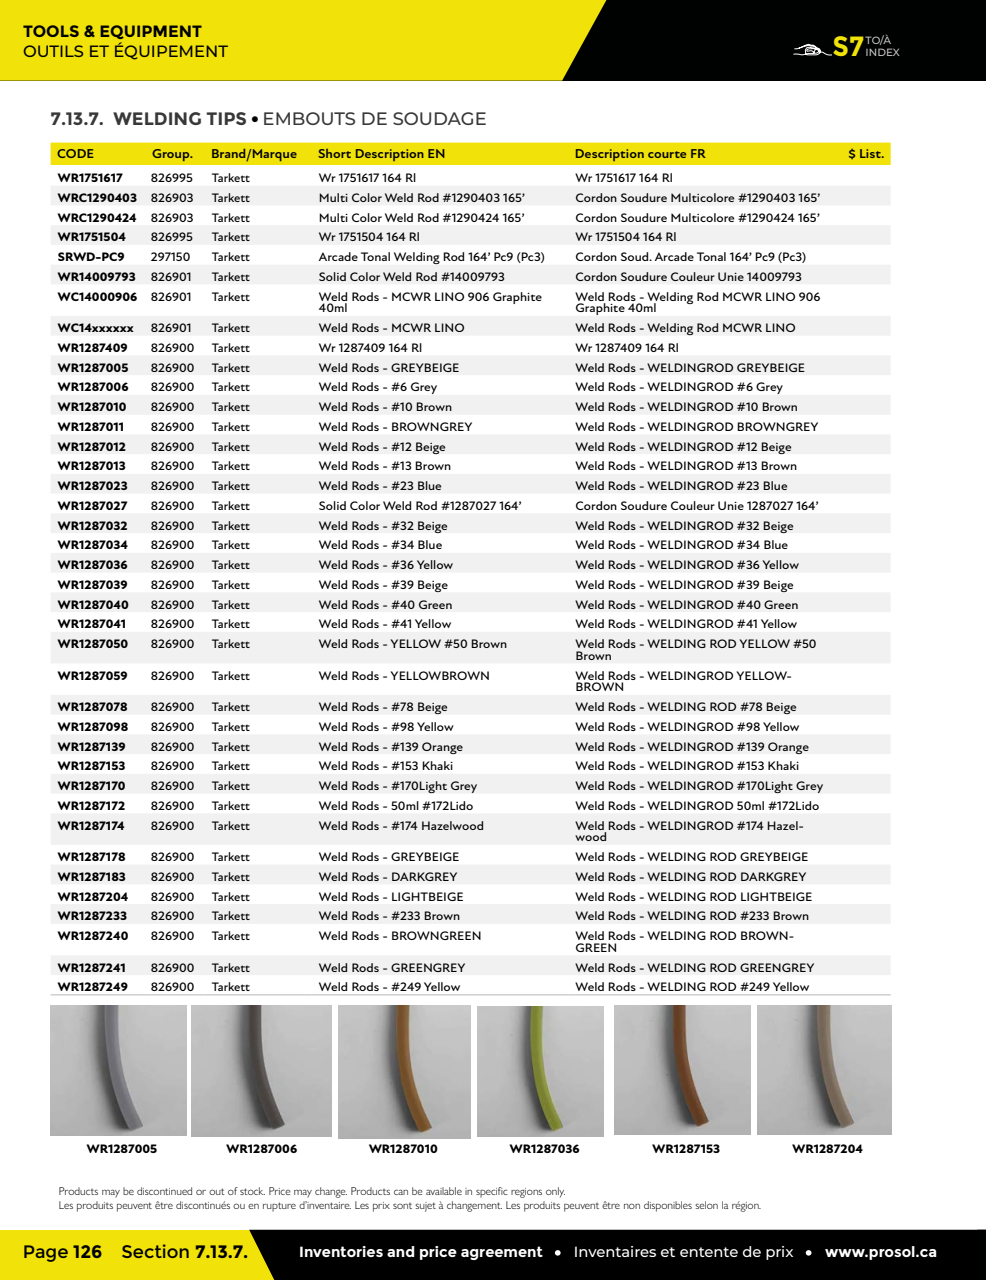 TOOLS & EQUIPMENT
OUTILS ET ÉQUIPEMENT
S7 TO/À INDEX
7.13.7. WELDING TIPS • EMBOUTS DE SOUDAGE
CODE Group. Brand/Marque Short Description EN Description courte FR $ List.
WR1751617 826995 Tarkett Wr 1751617 164 Rl Wr 1751617 164 Rl
WRC1290403 826903 Tarkett Multi Color Weld Rod #1290403 165’ Cordon Soudure Multicolore #1290403 165’
WRC1290424 826903 Tarkett Multi Color Weld Rod #1290424 165’ Cordon Soudure Multicolore #1290424 165’
WR1751504 826995 Tarkett Wr 1751504 164 Rl Wr 1751504 164 Rl
SRWD-PC9 297150 Tarkett Arcade Tonal Welding Rod 164’ Pc9 (Pc3) Cordon Soud. Arcade Tonal 164’ Pc9 (Pc3)
WR14009793 826901 Tarkett Solid Color Weld Rod #14009793 Cordon Soudure Couleur Unie 14009793
WC14000906 826901 Tarkett Weld Rods - MCWR LINO 906 Graphite Weld Rods - Welding Rod MCWR LINO 906
40ml Graphite 40ml
WC14xxxxxx 826901 Tarkett Weld Rods - MCWR LINO Weld Rods - Welding Rod MCWR LINO
WR1287409 826900 Tarkett Wr 1287409 164 Rl Wr 1287409 164 Rl
WR1287005 826900 Tarkett Weld Rods - GREYBEIGE Weld Rods - WELDINGROD GREYBEIGE
WR1287006 826900 Tarkett Weld Rods - #6 Grey Weld Rods - WELDINGROD #6 Grey
WR1287010 826900 Tarkett Weld Rods - #10 Brown Weld Rods - WELDINGROD #10 Brown
WR1287011 826900 Tarkett Weld Rods - BROWNGREY Weld Rods - WELDINGROD BROWNGREY
WR1287012 826900 Tarkett Weld Rods - #12 Beige Weld Rods - WELDINGROD #12 Beige
WR1287013 826900 Tarkett Weld Rods - #13 Brown Weld Rods - WELDINGROD #13 Brown
WR1287023 826900 Tarkett Weld Rods - #23 Blue Weld Rods - WELDINGROD #23 Blue
WR1287027 826900 Tarkett Solid Color Weld Rod #1287027 164’ Cordon Soudure Couleur Unie 1287027 164’
WR1287032 826900 Tarkett Weld Rods - #32 Beige Weld Rods - WELDINGROD #32 Beige
WR1287034 826900 Tarkett Weld Rods - #34 Blue Weld Rods - WELDINGROD #34 Blue
WR1287036 826900 Tarkett Weld Rods - #36 Yellow Weld Rods - WELDINGROD #36 Yellow
WR1287039 826900 Tarkett Weld Rods - #39 Beige Weld Rods - WELDINGROD #39 Beige
WR1287040 826900 Tarkett Weld Rods - #40 Green Weld Rods - WELDINGROD #40 Green
WR1287041 826900 Tarkett Weld Rods - #41 Yellow Weld Rods - WELDINGROD #41 Yellow
WR1287050 826900 Tarkett Weld Rods - YELLOW #50 Brown Weld Rods - WELDING ROD YELLOW #50
Brown
WR1287059 826900 Tarkett Weld Rods - YELLOWBROWN Weld Rods - WELDINGROD YELLOW-
BROWN
WR1287078 826900 Tarkett Weld Rods - #78 Beige Weld Rods - WELDING ROD #78 Beige
WR1287098 826900 Tarkett Weld Rods - #98 Yellow Weld Rods - WELDINGROD #98 Yellow
WR1287139 826900 Tarkett Weld Rods - #139 Orange Weld Rods - WELDINGROD #139 Orange
WR1287153 826900 Tarkett Weld Rods - #153 Khaki Weld Rods - WELDINGROD #153 Khaki
WR1287170 826900 Tarkett Weld Rods - #170Light Grey Weld Rods - WELDINGROD #170Light Grey
WR1287172 826900 Tarkett Weld Rods - 50ml #172Lido Weld Rods - WELDINGROD 50ml #172Lido
WR1287174 826900 Tarkett Weld Rods - #174 Hazelwood Weld Rods - WELDINGROD #174 Hazel-
wood
WR1287178 826900 Tarkett Weld Rods - GREYBEIGE Weld Rods - WELDING ROD GREYBEIGE
WR1287183 826900 Tarkett Weld Rods - DARKGREY Weld Rods - WELDING ROD DARKGREY
WR1287204 826900 Tarkett Weld Rods - LIGHTBEIGE Weld Rods - WELDING ROD LIGHTBEIGE
WR1287233 826900 Tarkett Weld Rods - #233 Brown Weld Rods - WELDING ROD #233 Brown
WR1287240 826900 Tarkett Weld Rods - BROWNGREEN Weld Rods - WELDING ROD BROWN-
GREEN
WR1287241 826900 Tarkett Weld Rods - GREENGREY Weld Rods - WELDING ROD GREENGREY
WR1287249 826900 Tarkett Weld Rods - #249 Yellow Weld Rods - WELDING ROD #249 Yellow
WR1287005 WR1287006 WR1287010 WR1287036 WR1287153 WR1287204
Products may be discontinued or out of stock. Price may change. Products can be available in specific regions only.
Les produits peuvent être discontinués ou en rupture d’inventaire. Les prix sont sujet à changement. Les produits peuvent être non disponibles selon la région.
Page 126 Section 7.13.7. Inventories and price agreement • Inventaires et entente de prix • www.prosol.ca